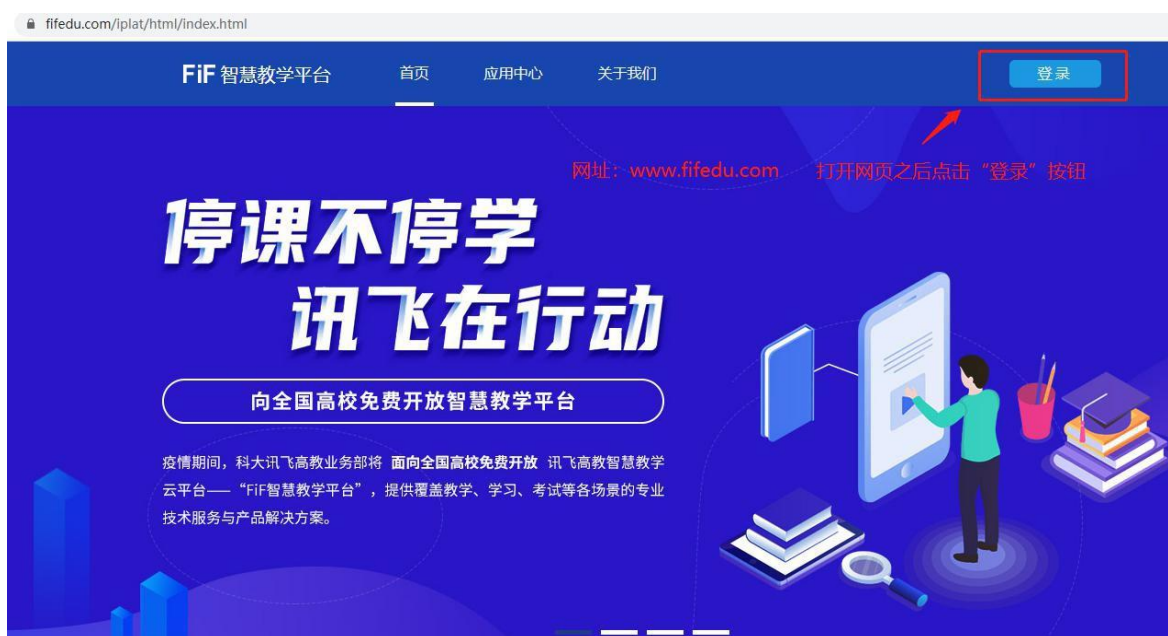 fifedu.com/iplat/html/index.html
FiF 智慧教学平台 首页 应用中心 关于我们 登录
网址：www.fifedu.com 打开网页之后点击“登录”按钮
停课不停学
讯飞在行动
向全国高校免费开放智慧教学平台
疫情期间，科大讯飞高教业务部将 面向全国高校免费开放 讯飞高教智慧教学
云平台——“FiF智慧教学平台”，提供覆盖教学、学习、考试等各场景的专业
技术服务与产品解决方案。